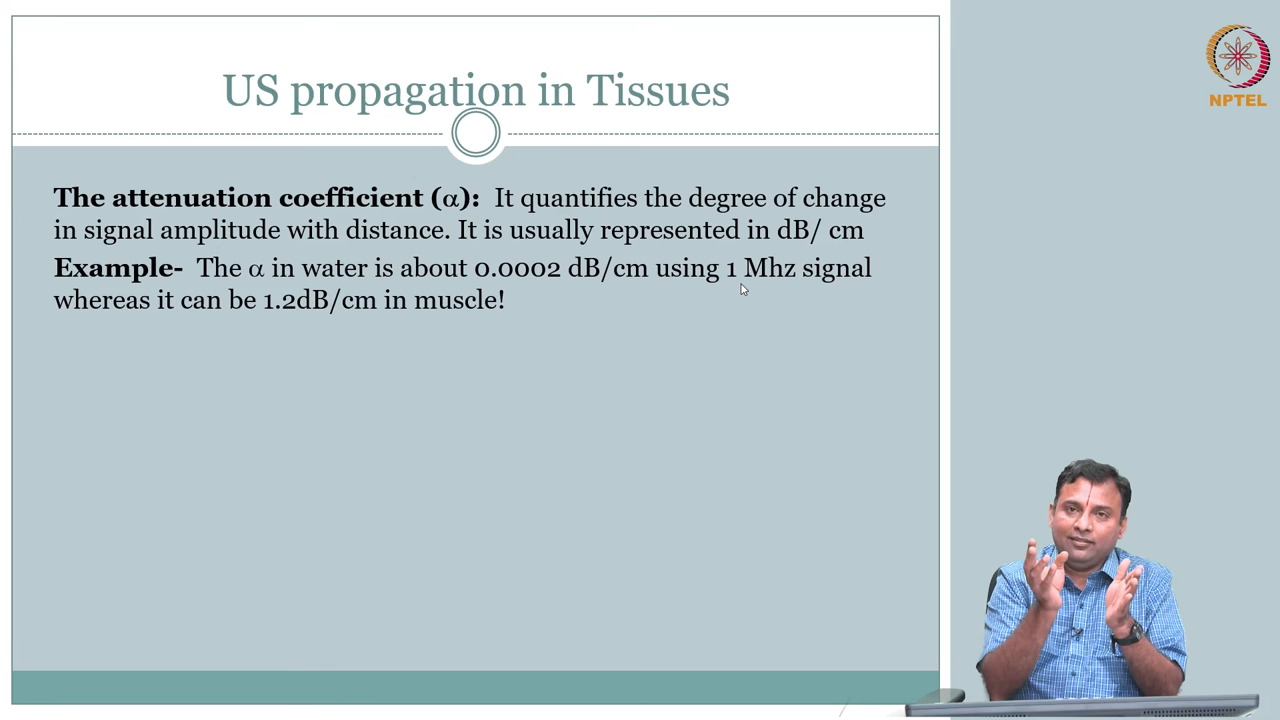 US propagation in Tissues
NPTEL
The attenuation coefficient (α): It quantifies the degree of change
in signal amplitude with distance. It is usually represented in dB/ cm
Example- The α in water is about 0.0002 dB/cm using 1 Mhz signal
whereas it can be 1.2dB/cm in muscle!